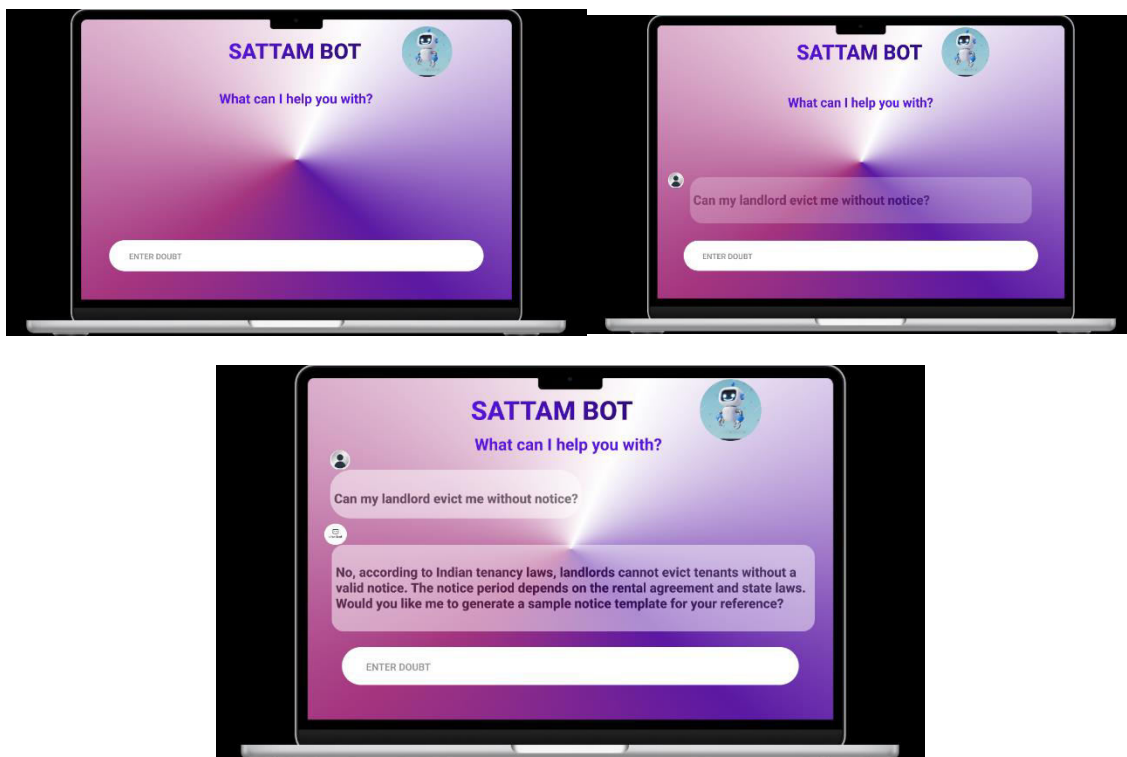 SATTAM BOT
What can I help you with?
ENTER DOUBT
SATTAM BOT
What can I help you with?
Can my landlord evict me without notice?
ENTER DOUBT
SATTAM BOT
What can I help you with?
Can my landlord evict me without notice?
No, according to Indian tenancy laws, landlords cannot evict tenants without a
valid notice. The notice period depends on the rental agreement and state laws.
Would you like me to generate a sample notice template for your reference?
ENTER DOUBT